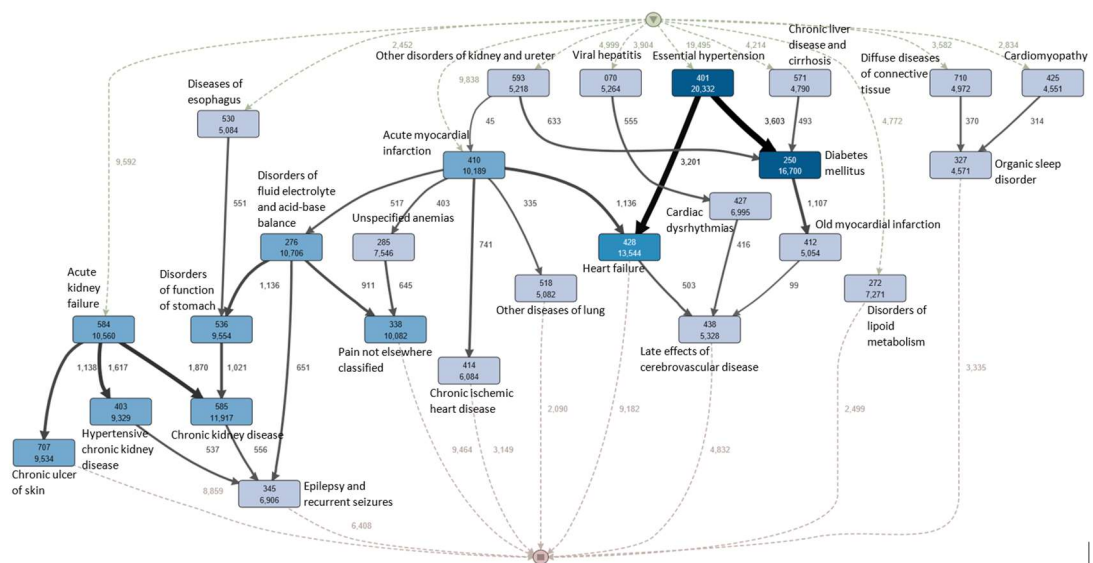 Chronic liver
disease and
cirrhosis
2,452
4,999
3,904
19,495
4,214
3,582
2,834
Other disorders of kidney and ureter
Viral hepatitis
Essential hypertension
Diffuse diseases
of connective
tissue
Cardiomyopathy
9,838
593
5,218
070
5,264
401
20,332
571
4,790
710
4,972
425
4,551
Diseases of
esophagus
530
5,084
45
633
555
3,603
493
4,772
370
314
Acute myocardial
infarction
9,592
410
10,189
3,201
250
16,700
Diabetes
mellitus
327
4,571
Organic sleep
disorder
Disorders of
fluid electrolyte
and acid-base
balance
551
517
403
335
1,136
427
6,995
1,107
Unspecified anemias
Cardiac
dysrhythmias
Old myocardial infarction
276
10,706
285
7,546
741
428
13,544
416
412
5,054
Heart failure
Acute
kidney
failure
Disorders
of function
of stomach
1,136
911
645
518
5,082
503
99
272
7,271
Other diseases of lung
Disorders of
lipoid
metabolism
584
10,560
536
9,554
338
10,082
438
5,328
Pain not elsewhere
classified
Late effects of
cerebrovascular disease
1,138
1,617
1,870
1,021
651
414
6,084
3,335
Chronic ischemic
heart disease
403
9,329
585
11,917
2,090
9,182
2,499
Hypertensive
chronic kidney
disease
Chronic kidney disease
707
9,534
537
556
9,464
3,149
4,832
Chronic ulcer
of skin
8,859
345
6,906
Epilepsy and
recurrent seizures
6,408